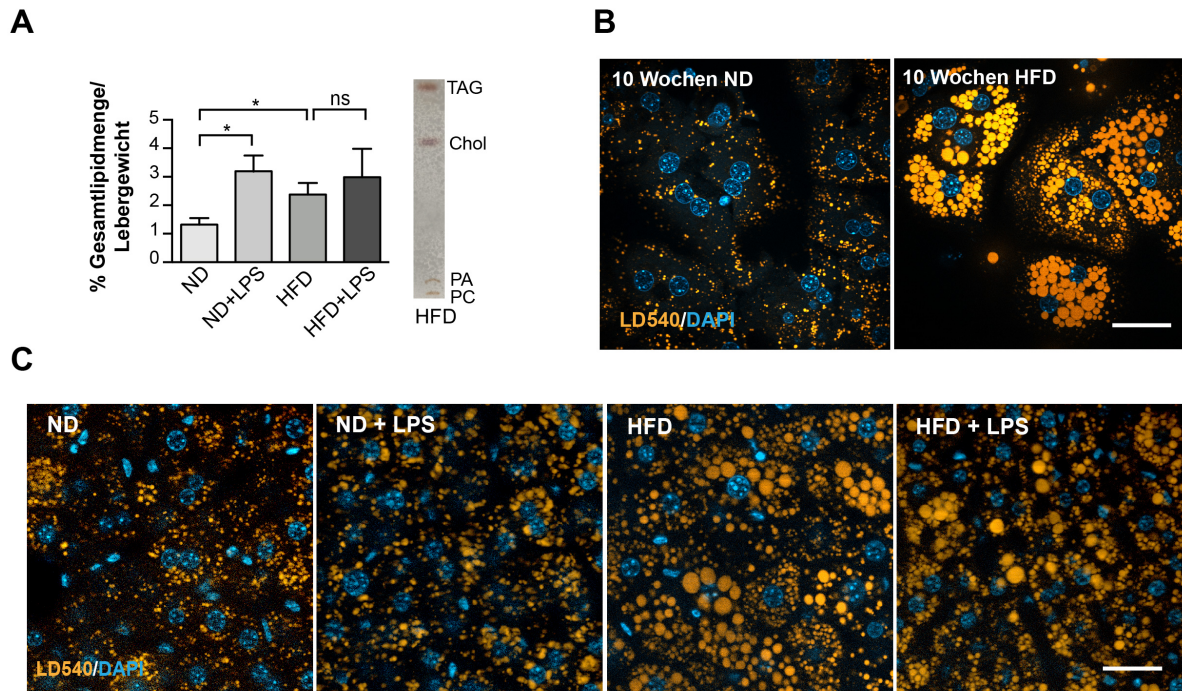 A
% Gesamtlipidmenge/
Lebergewicht
5
4
3
2
1
0
*
*
ns
ND
ND+LPS
HFD
HFD+LPS
TAG
Chol
PA
PC
HFD
B
10 Wochen ND
LD540/DAPI
10 Wochen HFD
C
ND
LD540/DAPI
ND + LPS
HFD
HFD + LPS